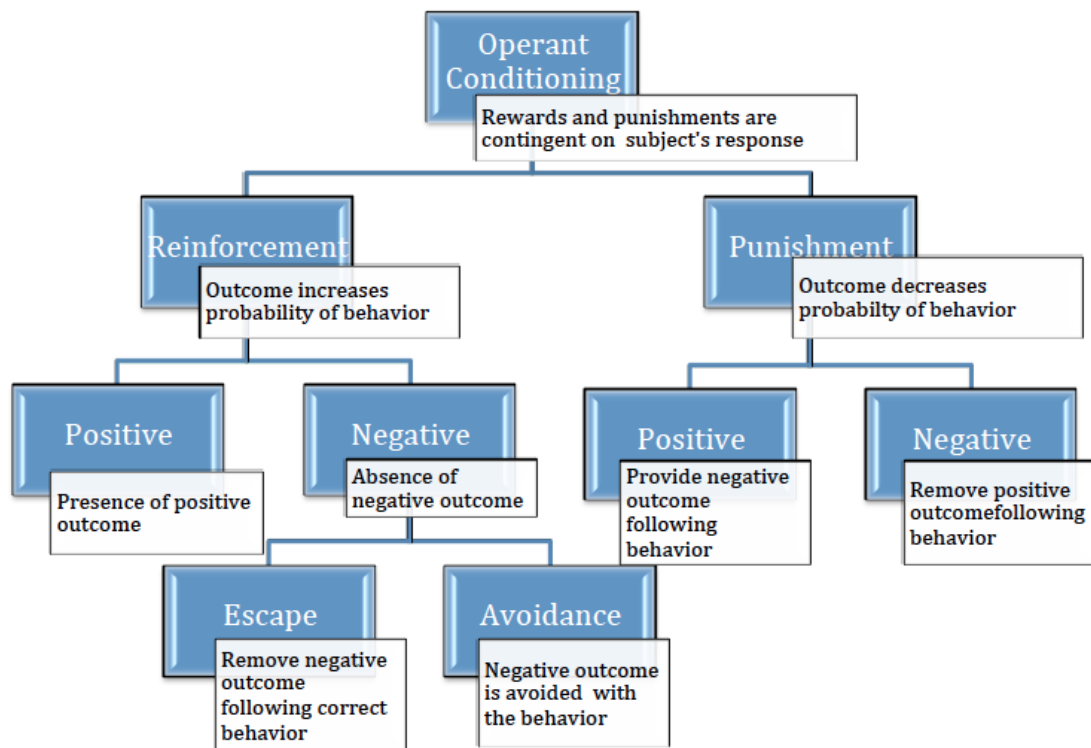 Operant
Conditioning
Rewards and punishments are
contingent on subject's response
Reinforcement
Outcome increases
probability of behavior
Punishment
Outcome decreases
probabilty of behavior
Positive
Presence of positive
outcome
Negative
Absence of
negative outcome
Positive
Provide negative
outcome
following
behavior
Negative
Remove positive
outcomefollowing
behavior
Escape
Remove negative
outcome
following correct
behavior
Avoidance
Negative outcome
is avoided with
the behavior